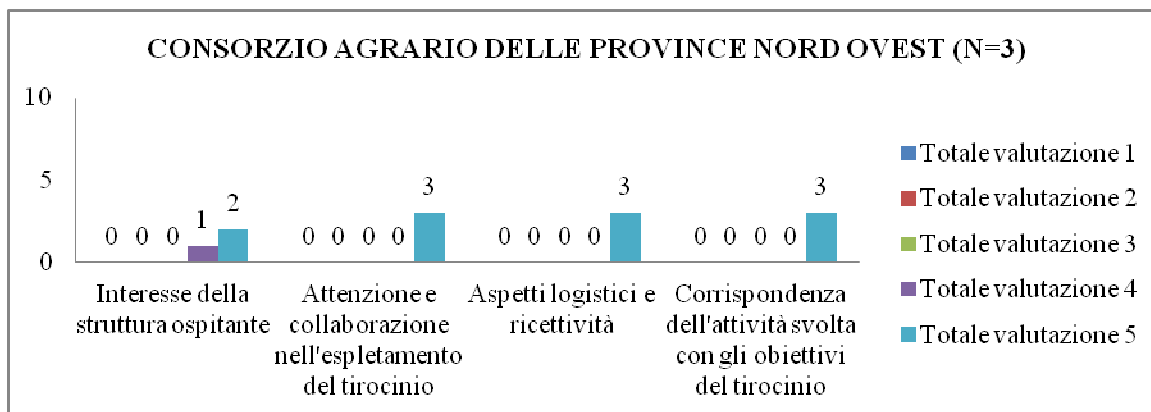 CONSORZIO AGRARIO DELLE PROVINCE NORD OVEST (N=3)
10
5
0
0 0 0 1 2
0 0 0 0 3
0 0 0 0 3
0 0 0 0 3
Interesse della
struttura ospitante
Attenzione e
collaborazione
nell'espletamento
del tirocinio
Aspetti logistici e
ricettività
Corrispondenza
dell'attività svolta
con gli obiettivi
del tirocinio
Totale valutazione 1
Totale valutazione 2
Totale valutazione 3
Totale valutazione 4
Totale valutazione 5